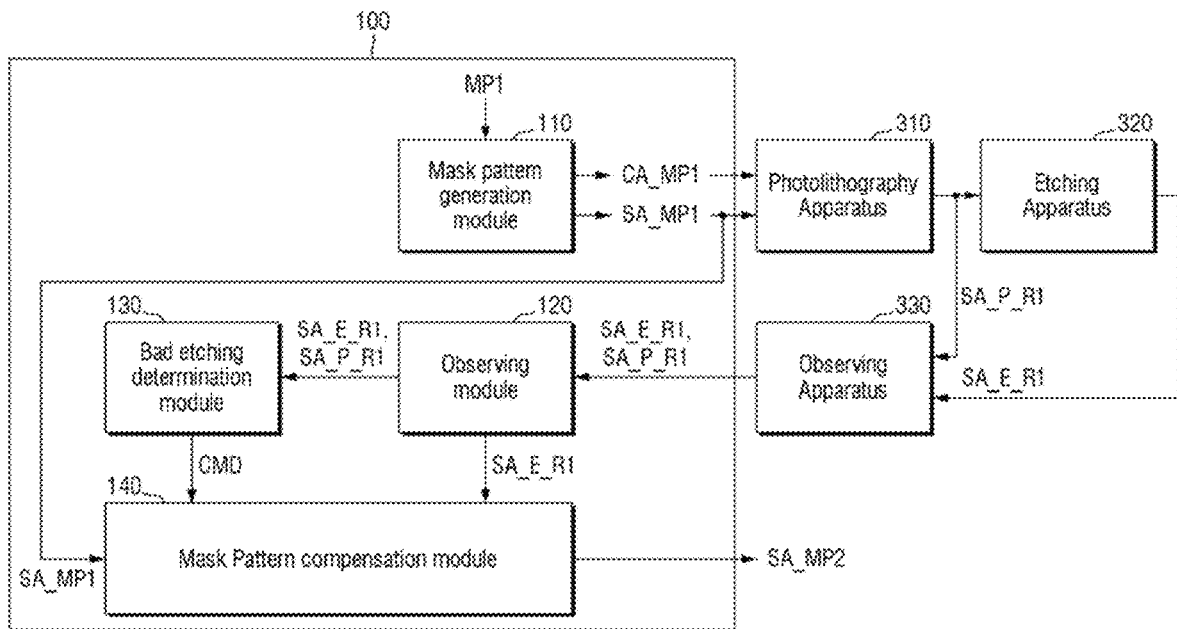 100
MP1
110
310
320
Mask pattern
generation
module
CA_MP1
SA_MP1
Photolithography
Apparatus
Etching
Apparatus
SA_P_R1
130
120
330
Bad etching
determination
module
SA_E_R1,
SA_P_R1
Observing
module
SA_E_R1,
SA_P_R1
Observing
Apparatus
SA_E_R1
CMD
SA_E_R1
140
Mask Pattern compensation module
SA_MP1
SA_MP2